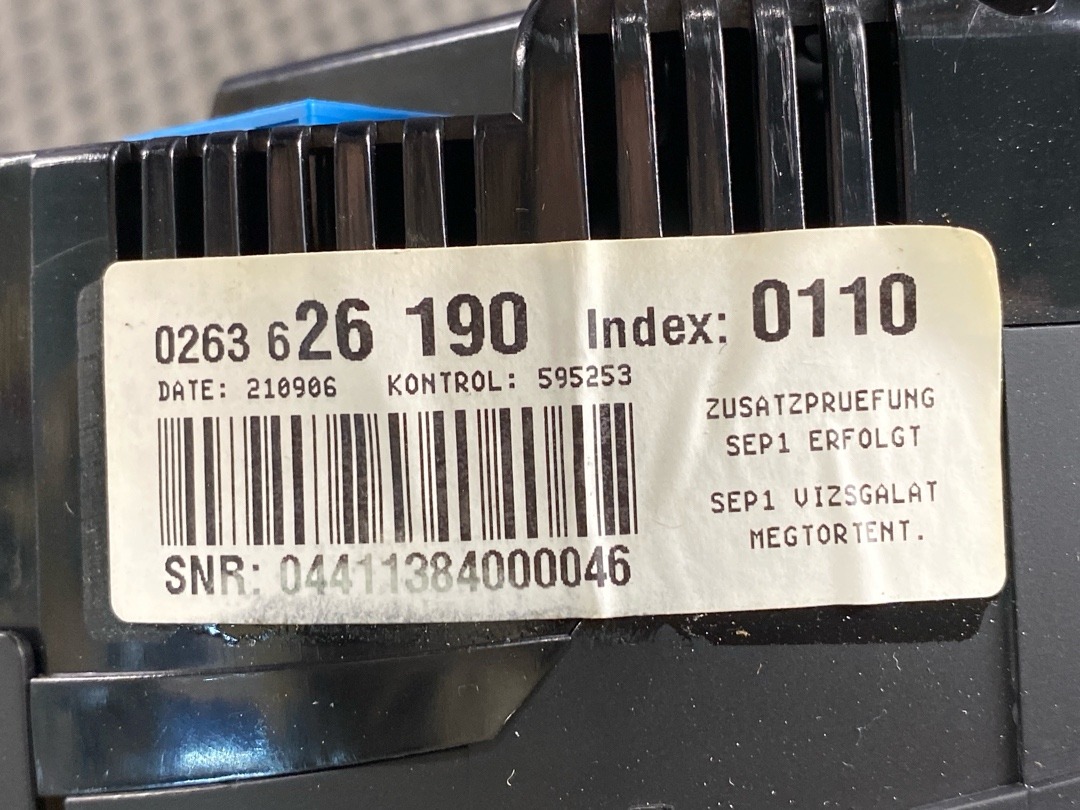 0263 626 190 Index: 0110
DATE: 210906 KONTROL: 595253
ZUSATZPRUEFUNG
SEP1 ERFOLGT
SEP1 VIZSGALAT
MEGTORTENT.
SNR: 04411384000046